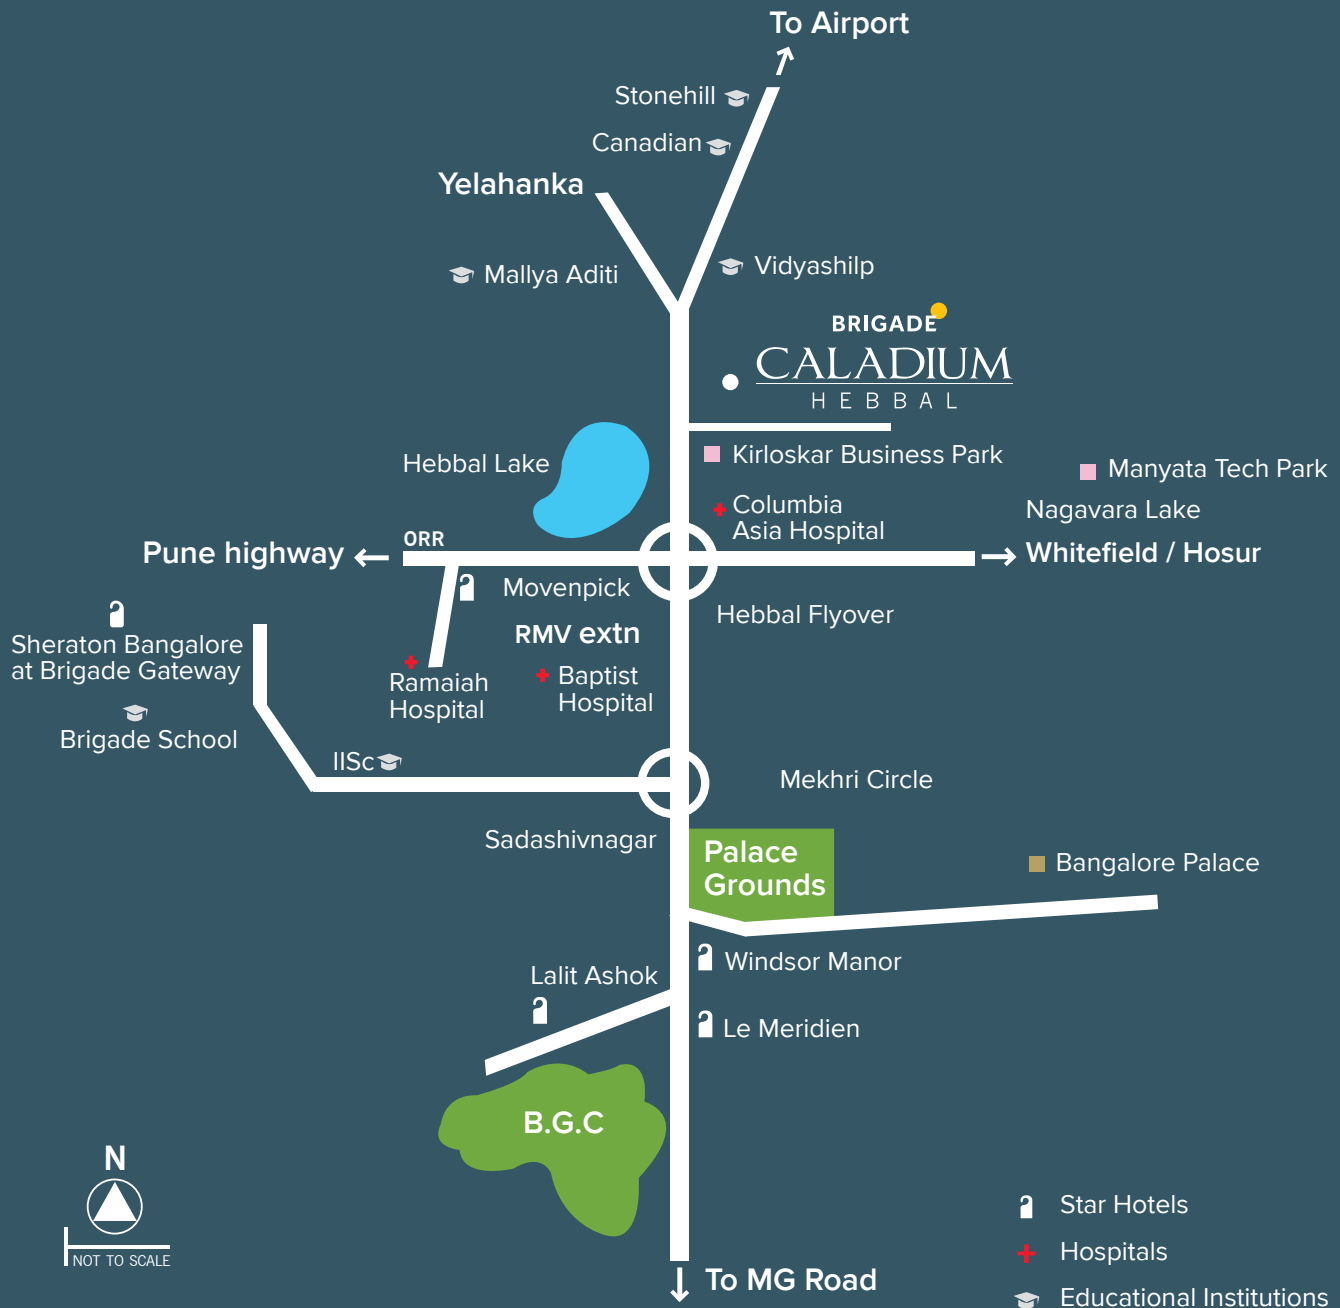 To Airport
Stonehill
Canadian
Yelahanka
Mallya Aditi
Vidyashilp
BRIGADE
CALADIUM
HEBBAL
Hebbal Lake
Kirloskar Business Park
Manyata Tech Park
Columbia
Asia Hospital
Nagavara Lake
ORR
Pune highway
Whitefield / Hosur
Movenpick
Hebbal Flyover
RMV extn
Sheraton Bangalore
at Brigade Gateway
Ramaiah
Hospital
Baptist
Hospital
Brigade School
IISc
Mekhri Circle
Sadashivnagar
Palace
Grounds
Bangalore Palace
Windsor Manor
Lalit Ashok
Le Meridien
B.G.C
N
NOT TO SCALE
Star Hotels
Hospitals
Educational Institutions
To MG Road